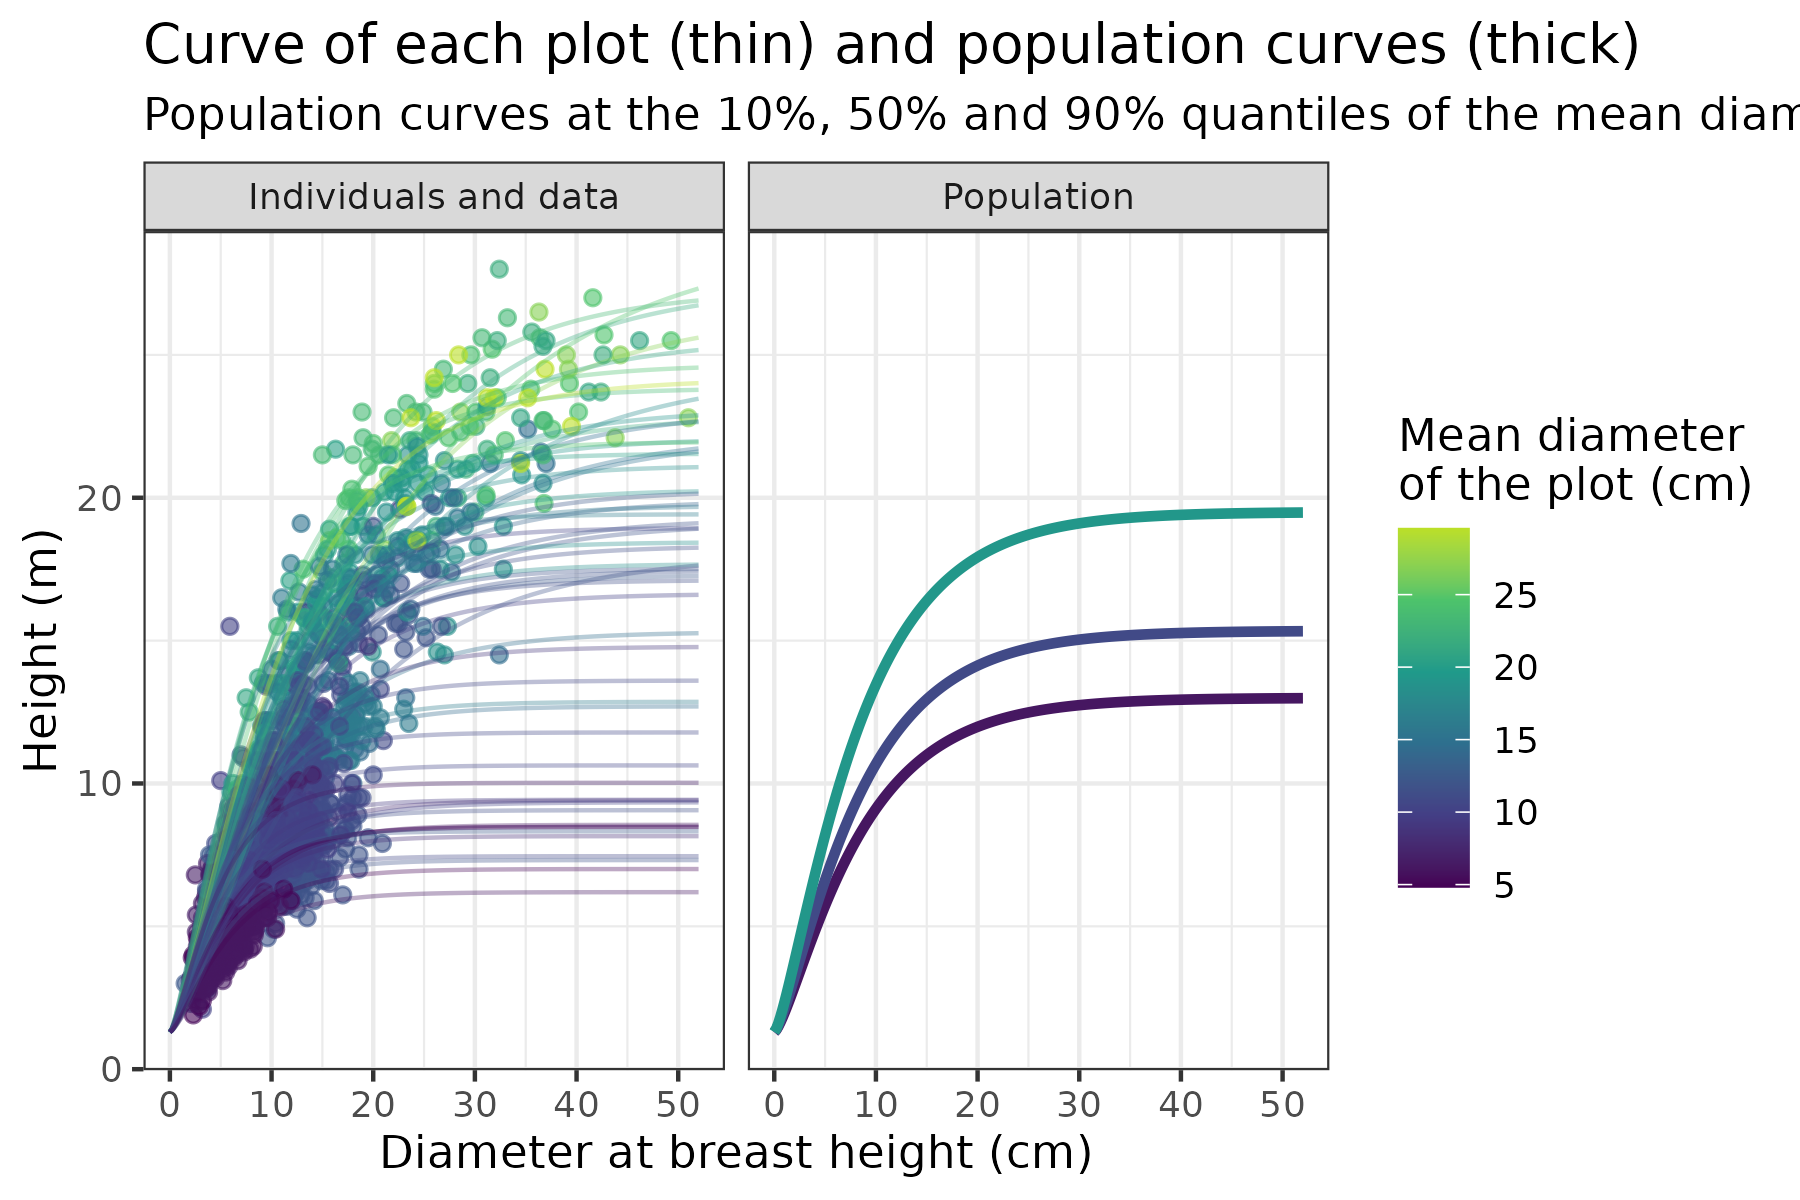 Curve of each plot (thin) and population curves (thick)
Population curves at the 10%, 50% and 90% quantiles of the mean diam
Individuals and data
Population
Height (m)
20
10
0
0 10 20 30 40 50
0 10 20 30 40 50
Diameter at breast height (cm)
Mean diameter
of the plot (cm)
25
20
15
10
5